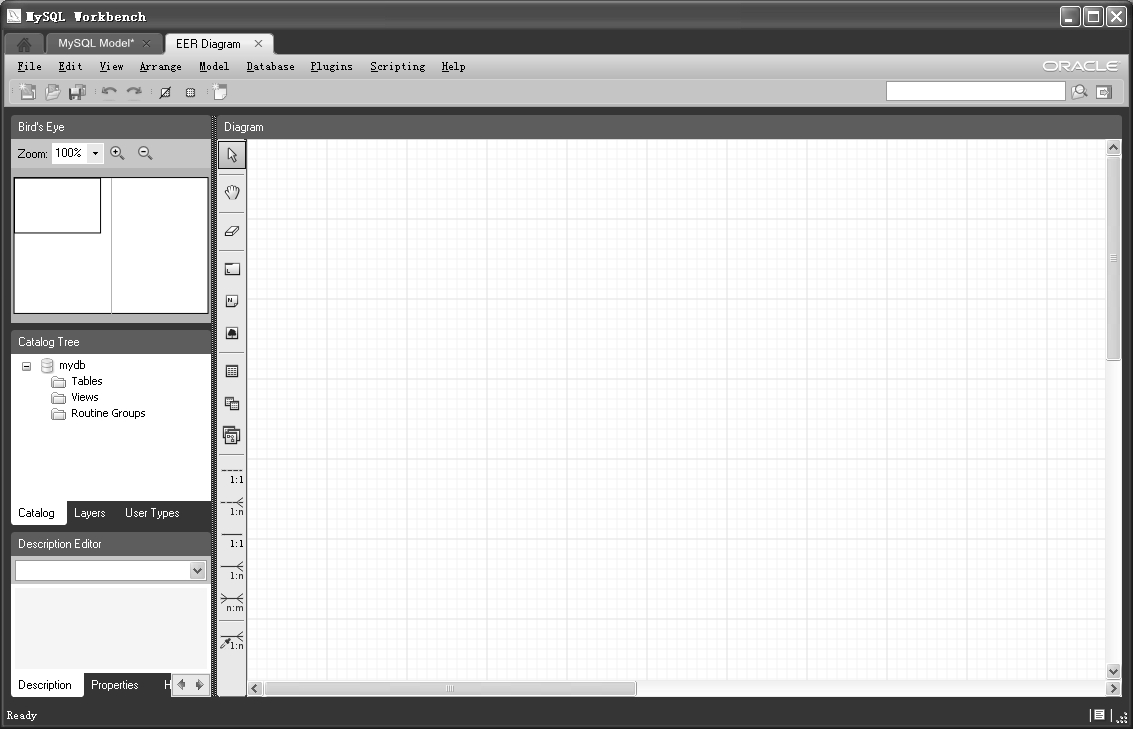 MySQL Workbench
MySQL Model* EER Diagram
File Edit View Arrange Model Database Plugins Scripting Help
ORACLE
Bird's Eye
Zoom: 100%
Catalog Tree
mydb
Tables
Views
Routine Groups
Catalog Layers User Types
Description Editor
Description Properties H
Diagram
N
1:1
1:n
1:1
1:n
n:m
1:n
Ready